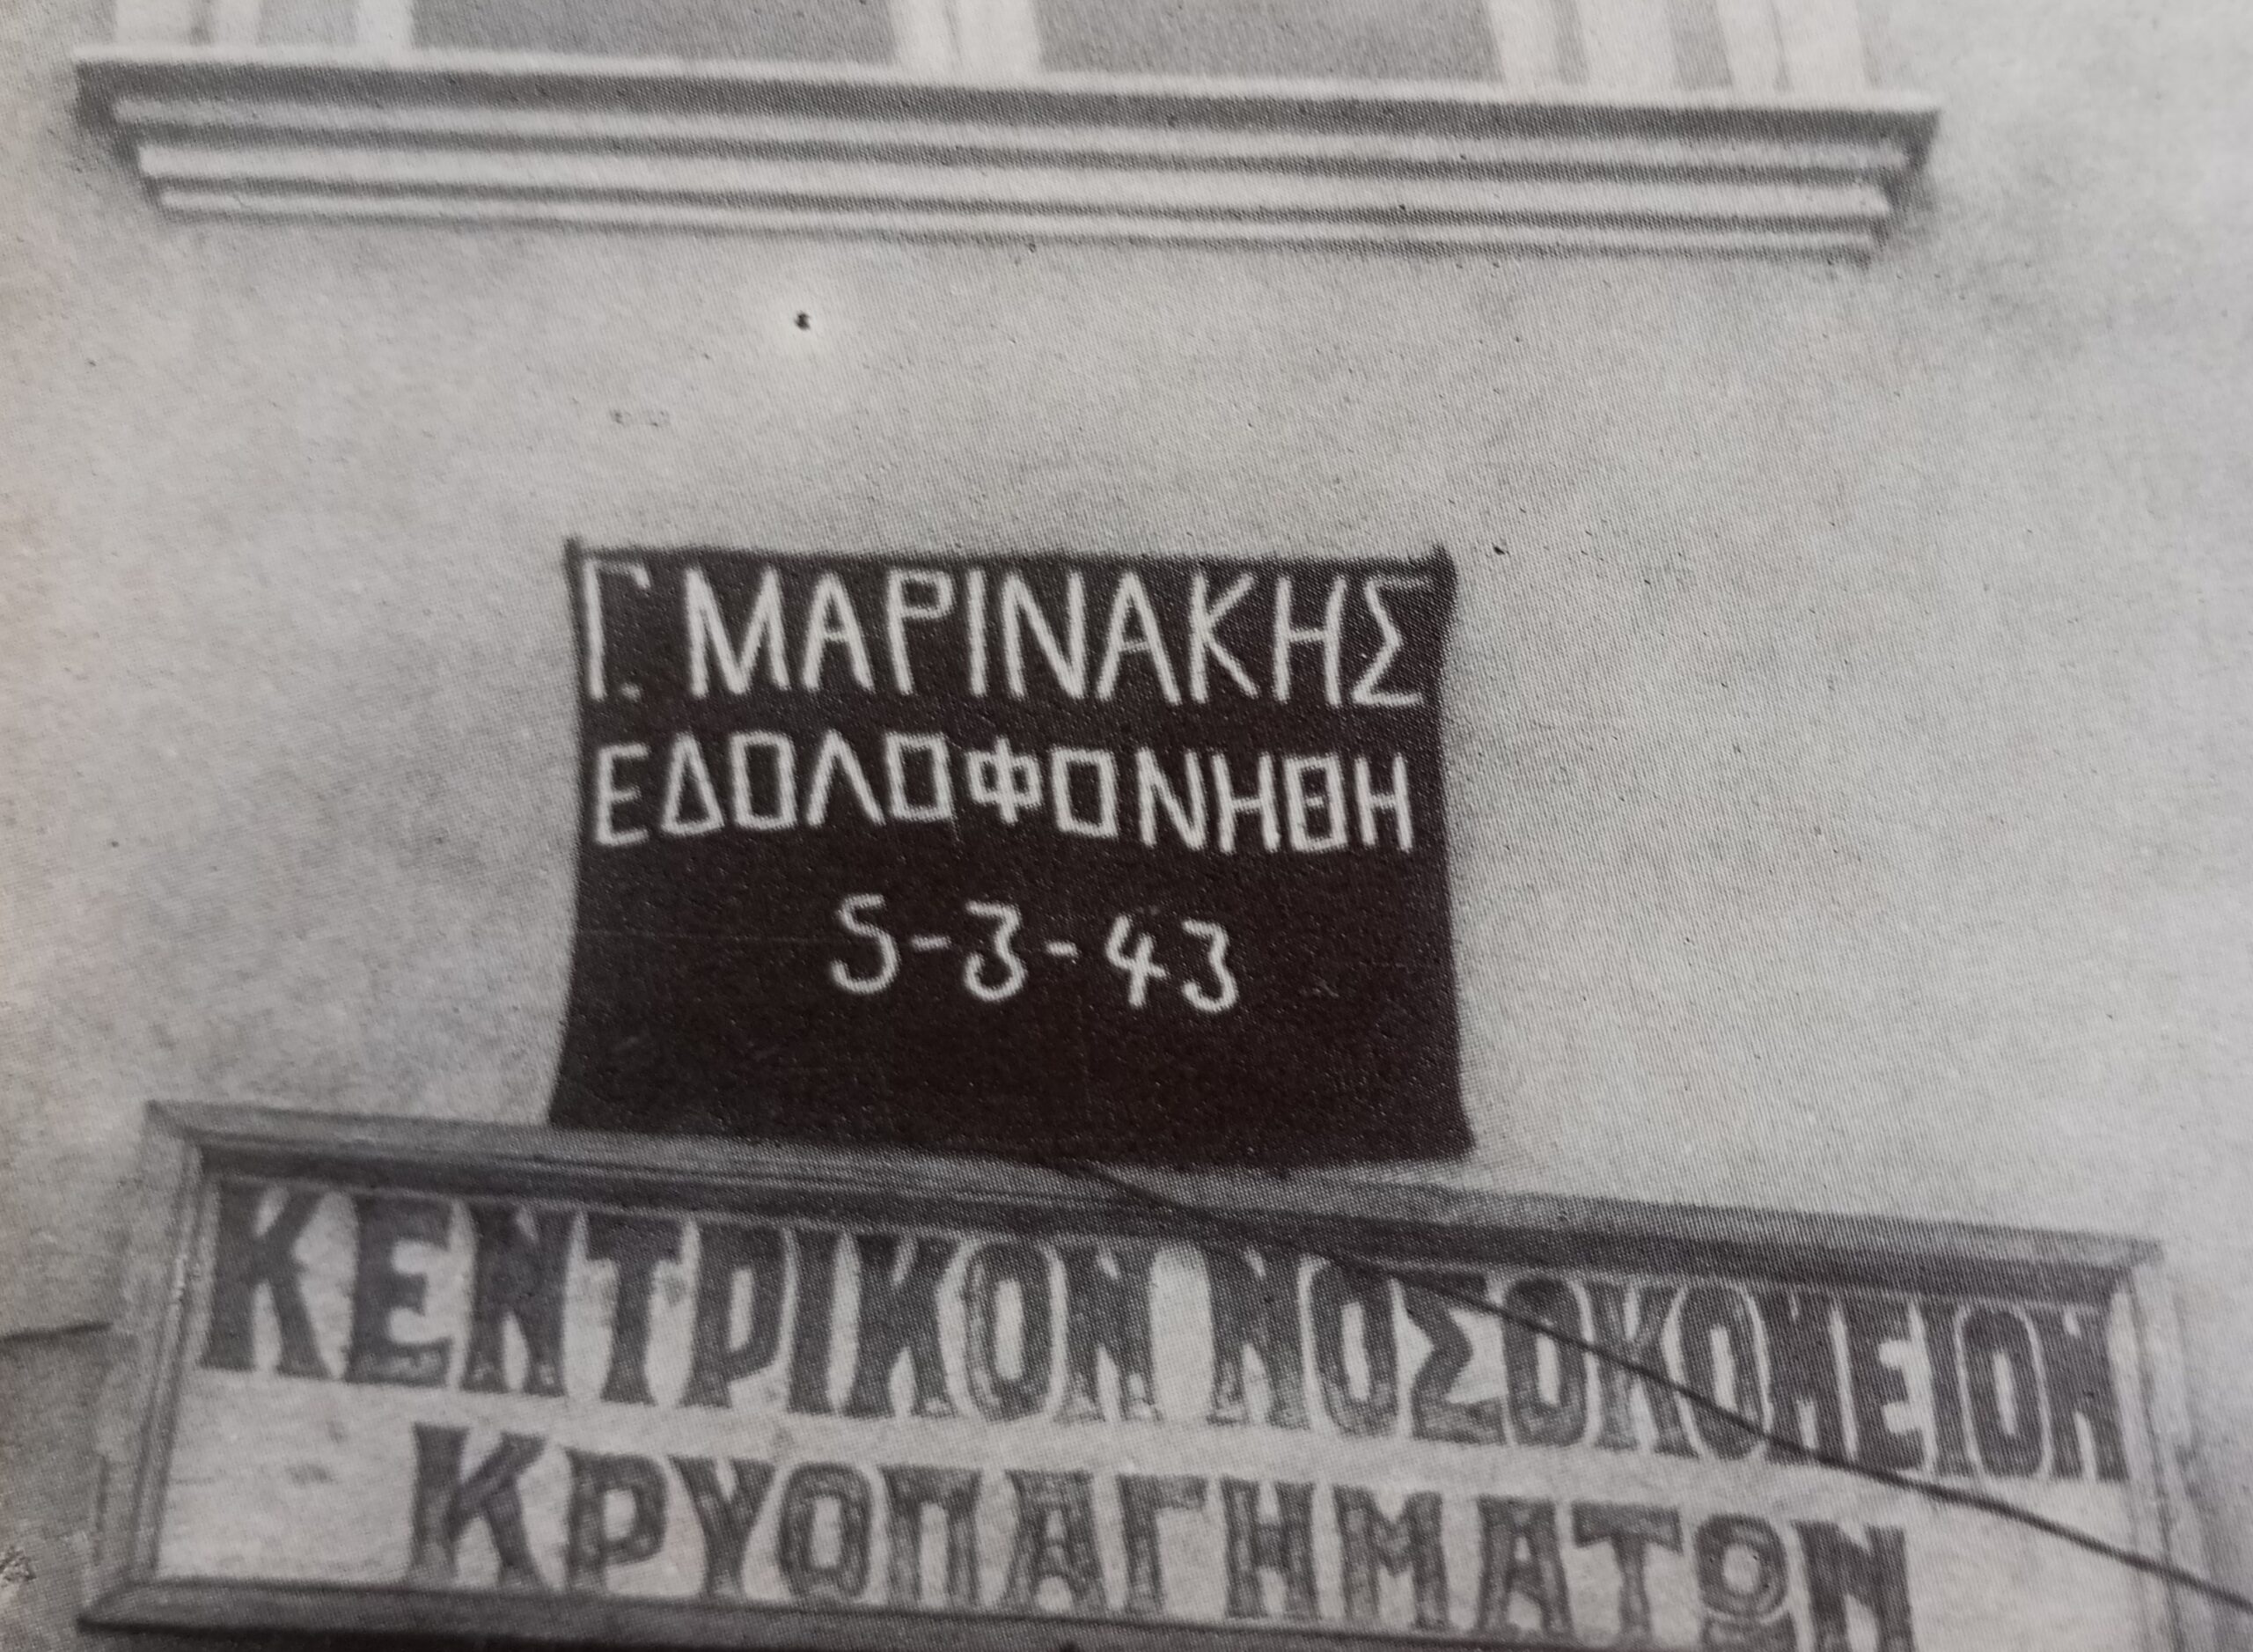 Γ. ΜΑΡΙΝΑΚΗΣ
ΕΔΟΛΟΦΟΝΗΘΗ
5-3-43
ΚΕΝΤΡΙΚΟΝ ΝΟΣΟΚΟΜΕΙΟΝ
ΚΡΥΟΠΑΓΗΜΑΤΩΝ